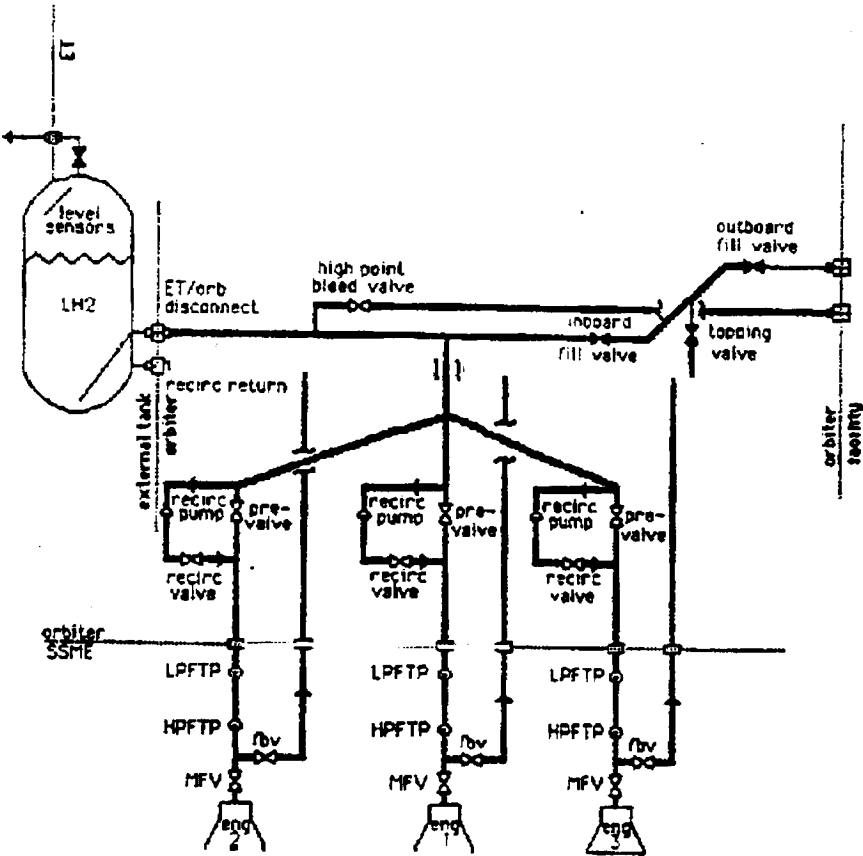 ET
level
sensors
LH2
ET/orb
disconnect
recirc return
external tank
orbiter
high point
bleed valve
inboard
fill valve
outboard
fill valve
topping
valve
orbiter
facility
recirc
pump
pre-
valve
recirc
valve
recirc
pump
pre-
valve
recirc
valve
recirc
pump
pre-
valve
recirc
valve
orbiter
SSME
LPFTP
HPFTP
fbv
MFV
eng
2
LPFTP
HPFTP
fbv
MFV
eng
1
LPFTP
HPFTP
fbv
MFV
eng
3